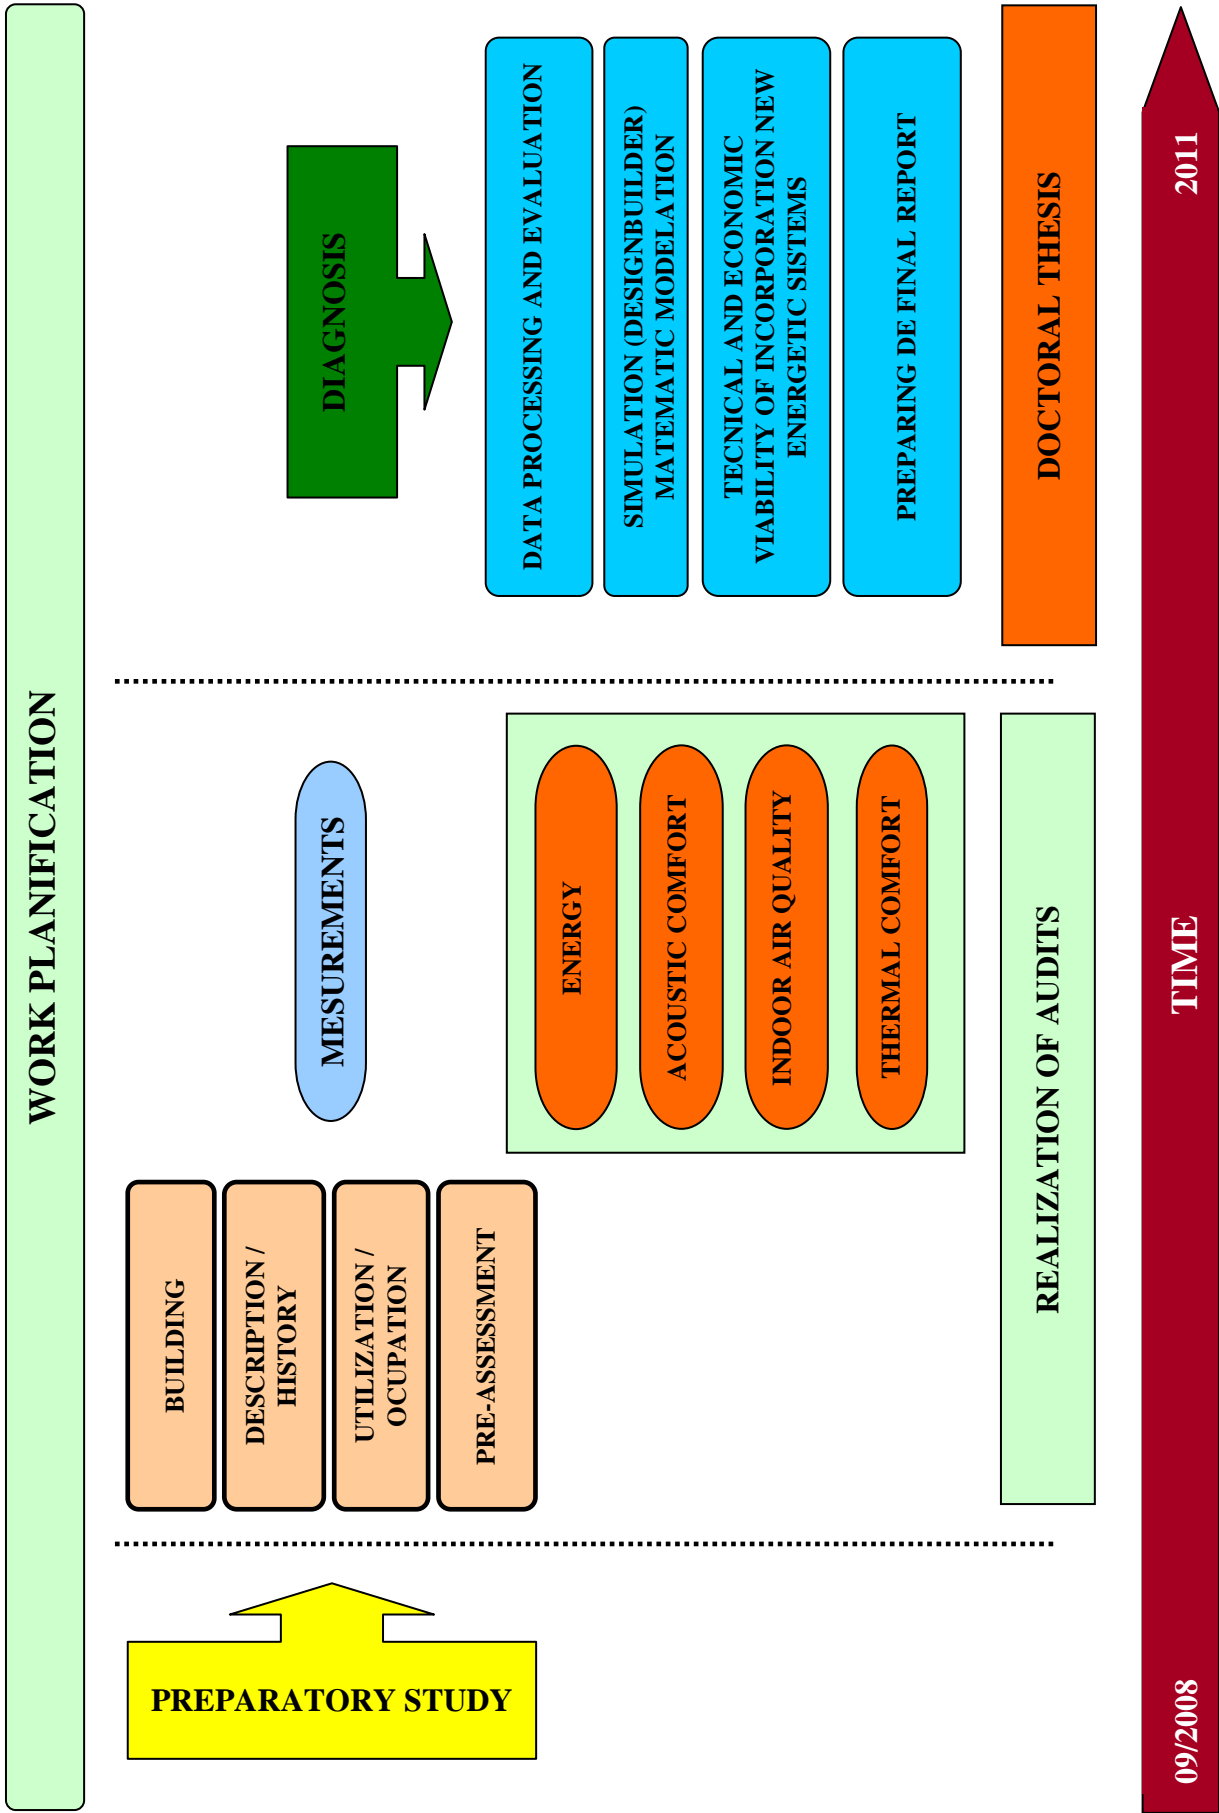 WORK PLANIFICATION
PREPARATORY STUDY
BUILDING
DESCRIPTION /
HISTORY
UTILIZATION /
OCUPATION
PRE-ASSESSMENT
MESUREMENTS
ENERGY
ACOUSTIC COMFORT
INDOOR AIR QUALITY
THERMAL COMFORT
DIAGNOSIS
DATA PROCESSING AND EVALUATION
SIMULATION (DESIGNBUILDER)
MATEMATIC MODELATION
TECNICAL AND ECONOMIC
VIABILITY OF INCORPORATION NEW
ENERGETIC SISTEMS
PREPARING DE FINAL REPORT
REALIZATION OF AUDITS
DOCTORAL THESIS
09/2008
TIME
2011